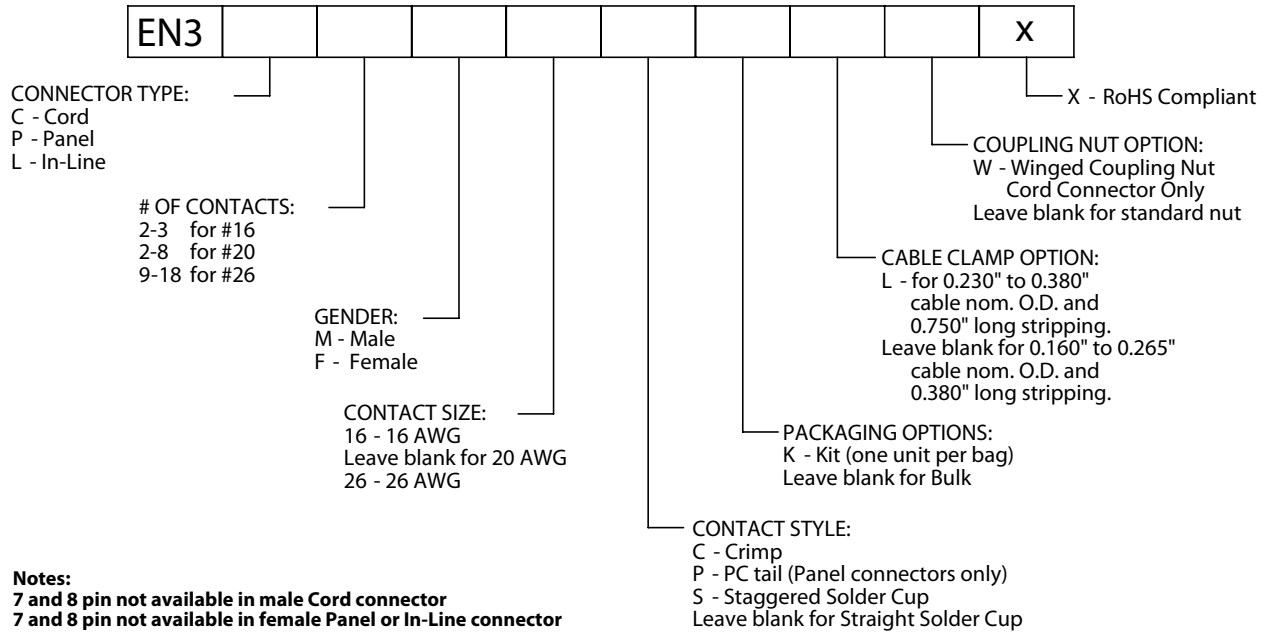 EN3 X
CONNECTOR TYPE:
C - Cord
P - Panel
L - In-Line
# OF CONTACTS:
2-3 for #16
2-8 for #20
9-18 for #26
GENDER:
M - Male
F - Female
CONTACT SIZE:
16 - 16 AWG
Leave blank for 20 AWG
26 - 26 AWG
CONTACT STYLE:
C - Crimp
P - PC tail (Panel connectors only)
S - Staggered Solder Cup
Leave blank for Straight Solder Cup
PACKAGING OPTIONS:
K - Kit (one unit per bag)
Leave blank for Bulk
CABLE CLAMP OPTION:
L - for 0.230" to 0.380"
cable nom. O.D. and
0.750" long stripping.
Leave blank for 0.160" to 0.265"
cable nom. O.D. and
0.380" long stripping.
COUPLING NUT OPTION:
W - Winged Coupling Nut
Cord Connector Only
Leave blank for standard nut
X - RoHS Compliant
Notes:
7 and 8 pin not available in male Cord connector
7 and 8 pin not available in female Panel or In-Line connector